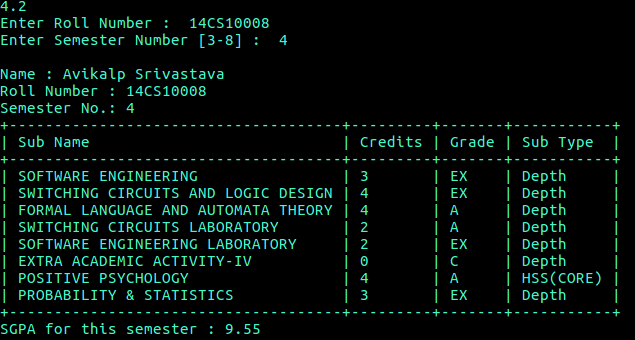 4.2
Enter Roll Number :  14CS10008
Enter Semester Number [3-8] :  4
Name : Avikalp Srivastava
Roll Number : 14CS10008
Semester No.: 4
+-------------------------------------+---------+-------+-----------+
| Sub Name                            | Credits | Grade | Sub Type  |
+-------------------------------------+---------+-------+-----------+
| SOFTWARE ENGINEERING                | 3       | EX    | Depth     |
| SWITCHING CIRCUITS AND LOGIC DESIGN | 4       | EX    | Depth     |
| FORMAL LANGUAGE AND AUTOMATA THEORY | 4       | A     | Depth     |
| SWITCHING CIRCUITS LABORATORY       | 2       | A     | Depth     |
| SOFTWARE ENGINEERING LABORATORY     | 2       | EX    | Depth     |
| EXTRA ACADEMIC ACTIVITY-IV          | 0       | C     | Depth     |
| POSITIVE PSYCHOLOGY                 | 4       | A     | HSS(CORE) |
| PROBABILITY & STATISTICS            | 3       | EX    | Depth     |
+-------------------------------------+---------+-------+-----------+
SGPA for this semester : 9.55